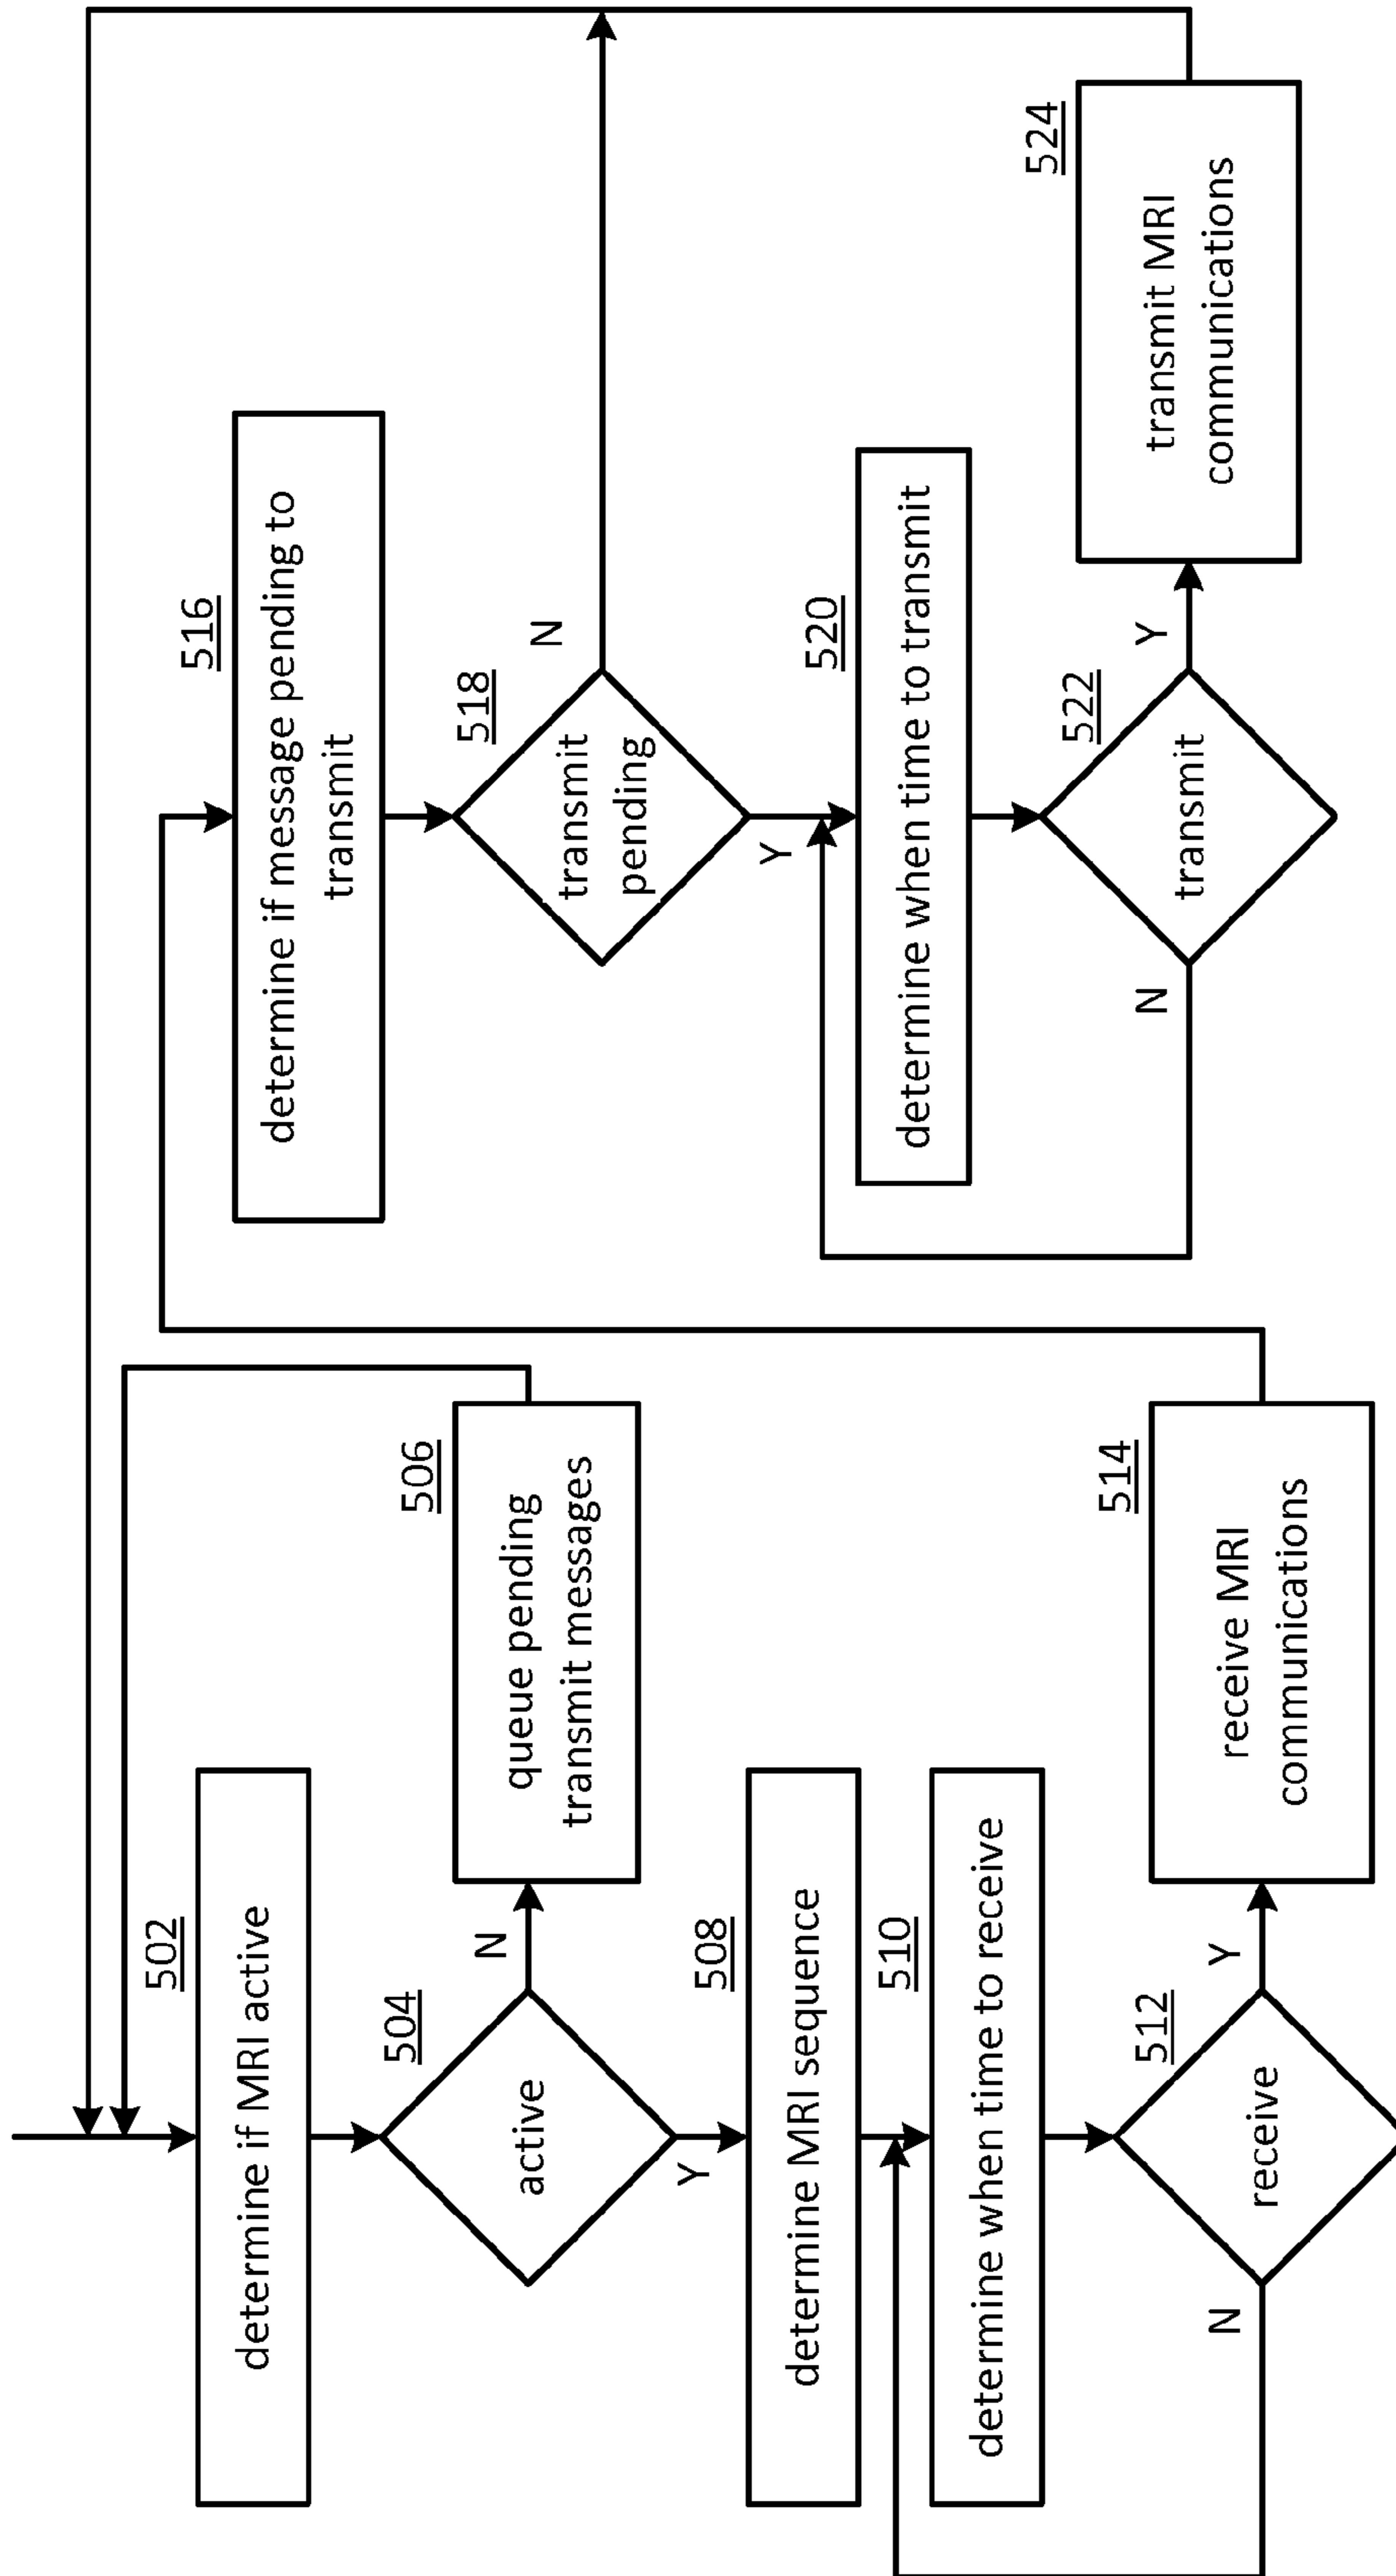 502
determine if MRI active
504
active
N
Y
506
queue pending
transmit messages
508
determine MRI sequence
510
determine when time to receive
512
receive
N
Y
514
receive MRI
communications
516
determine if message pending to
transmit
518
transmit
pending
N
Y
520
determine when time to transmit
522
transmit
N
Y
524
transmit MRI
communications